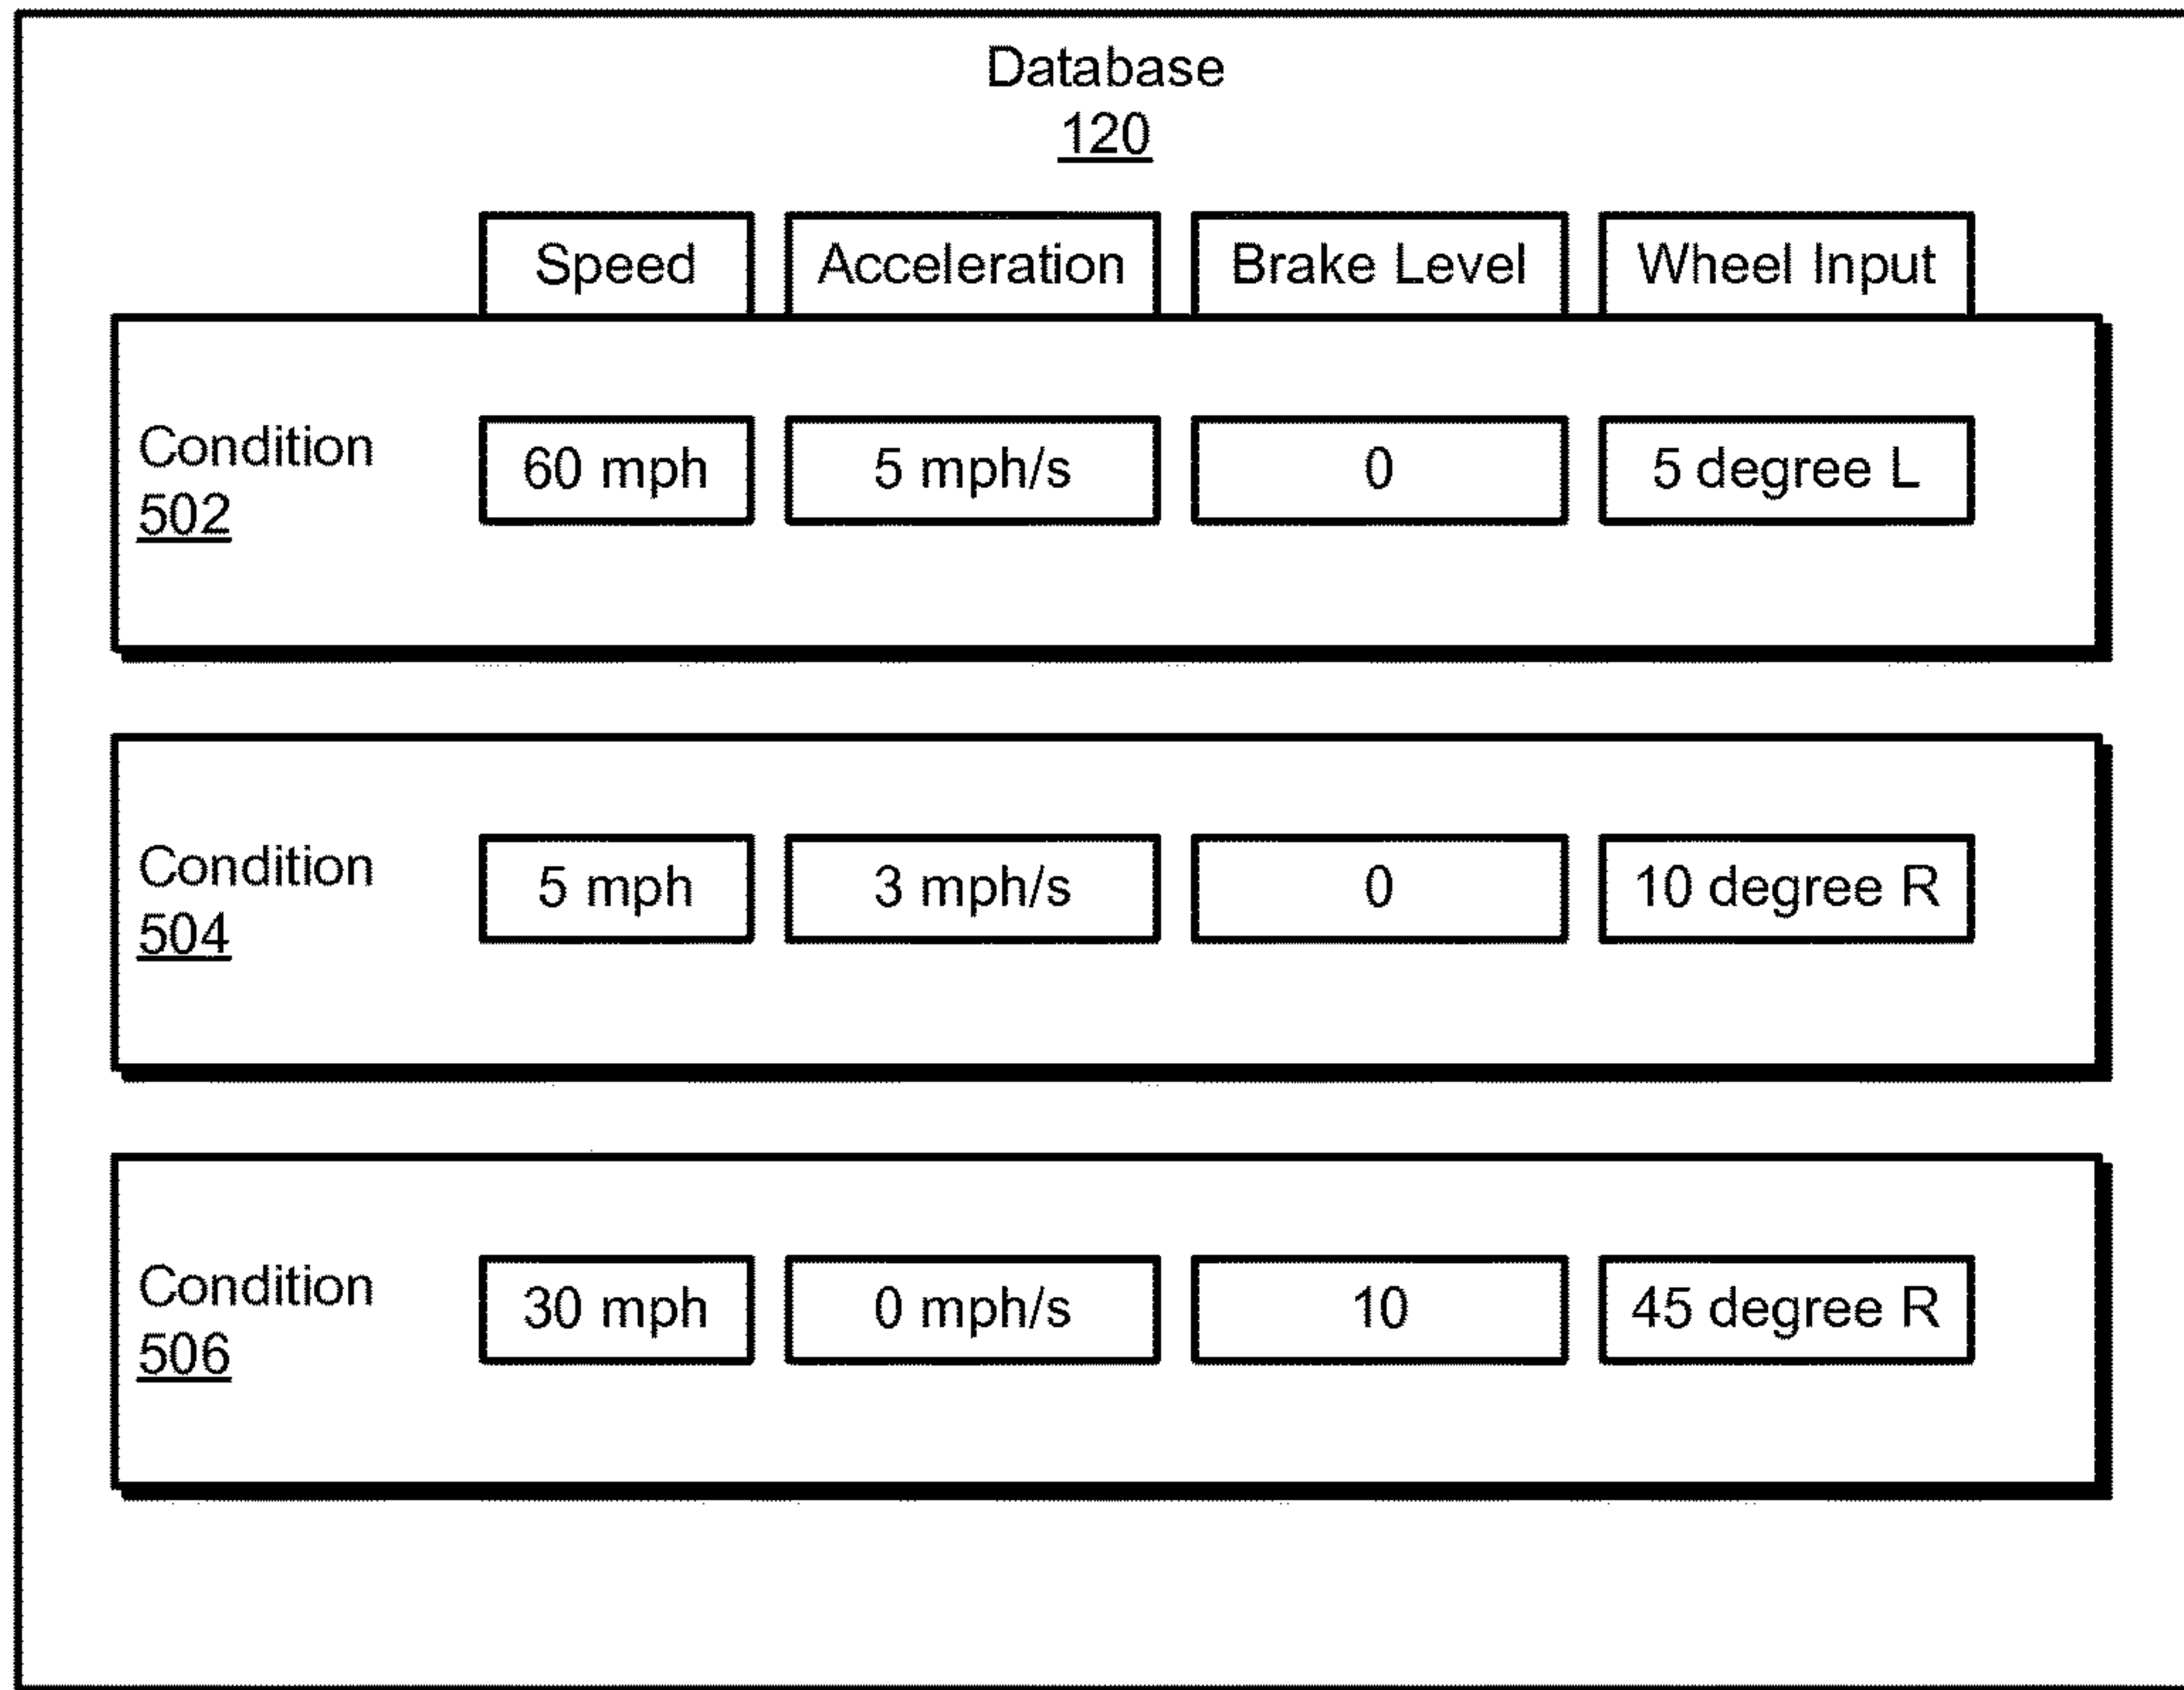 Database
120
Speed Acceleration Brake Level Wheel Input
Condition
502
60 mph 5 mph/s 0 5 degree L
Condition
504
5 mph 3 mph/s 0 10 degree R
Condition
506
30 mph 0 mph/s 10 45 degree R